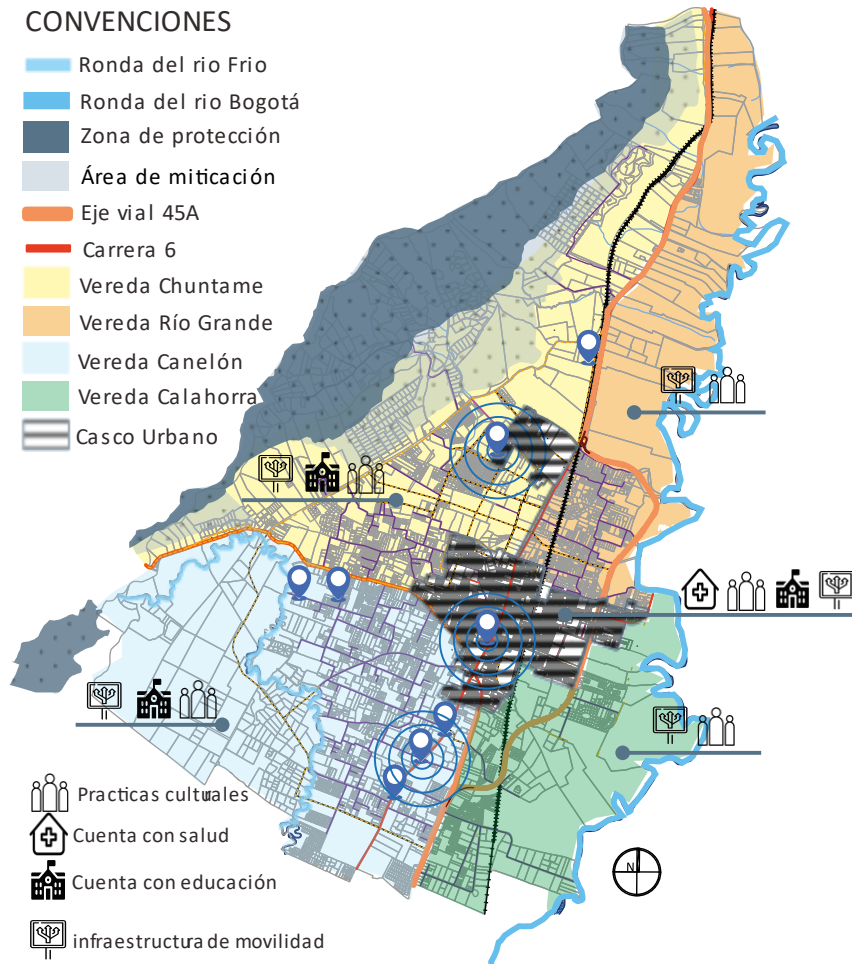 CONVENCIONES
Ronda del rio Frio
Ronda del rio Bogotá
Zona de protección
Área de miticación
Eje vial 45A
Carrera 6
Vereda Chuntame
Vereda Río Grande
Vereda Canelón
Vereda Calahorra
Casco Urbano
Practicas culturales
Cuenta con salud
Cuenta con educación
infraestructura de movilidad
N